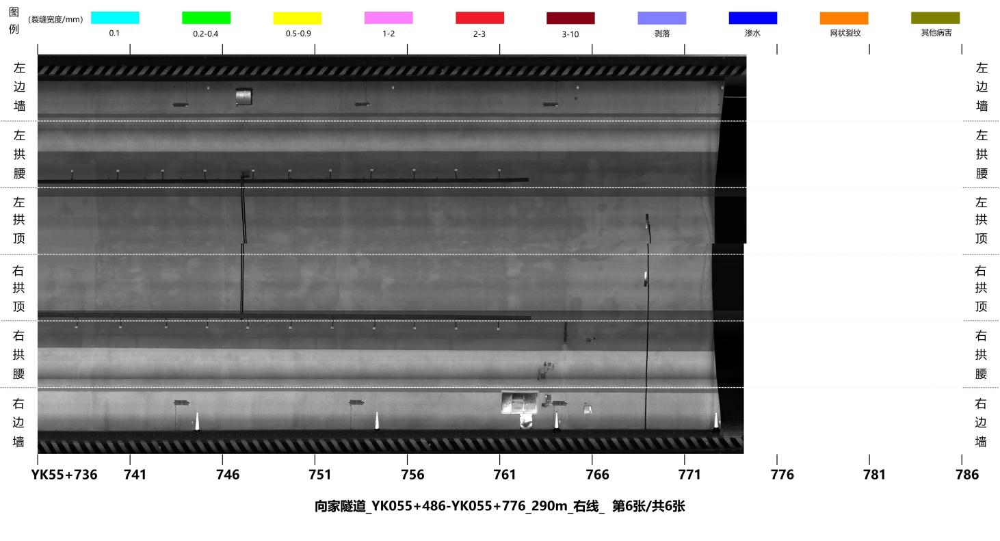 图例
(裂缝宽度/mm)
0.1
0.2-0.4
0.5-0.9
1-2
2-3
3-10
剥落
渗水
网状裂纹
其他病害
左边墙
左边墙
左拱腰
左拱腰
左拱顶
左拱顶
右拱顶
右拱顶
右拱腰
右拱腰
右边墙
右边墙
YK55+736 741 746 751 756 761 766 771 776 781 786
向家隧道_YK055+486-YK055+776_290m_右线_ 第6张/共6张